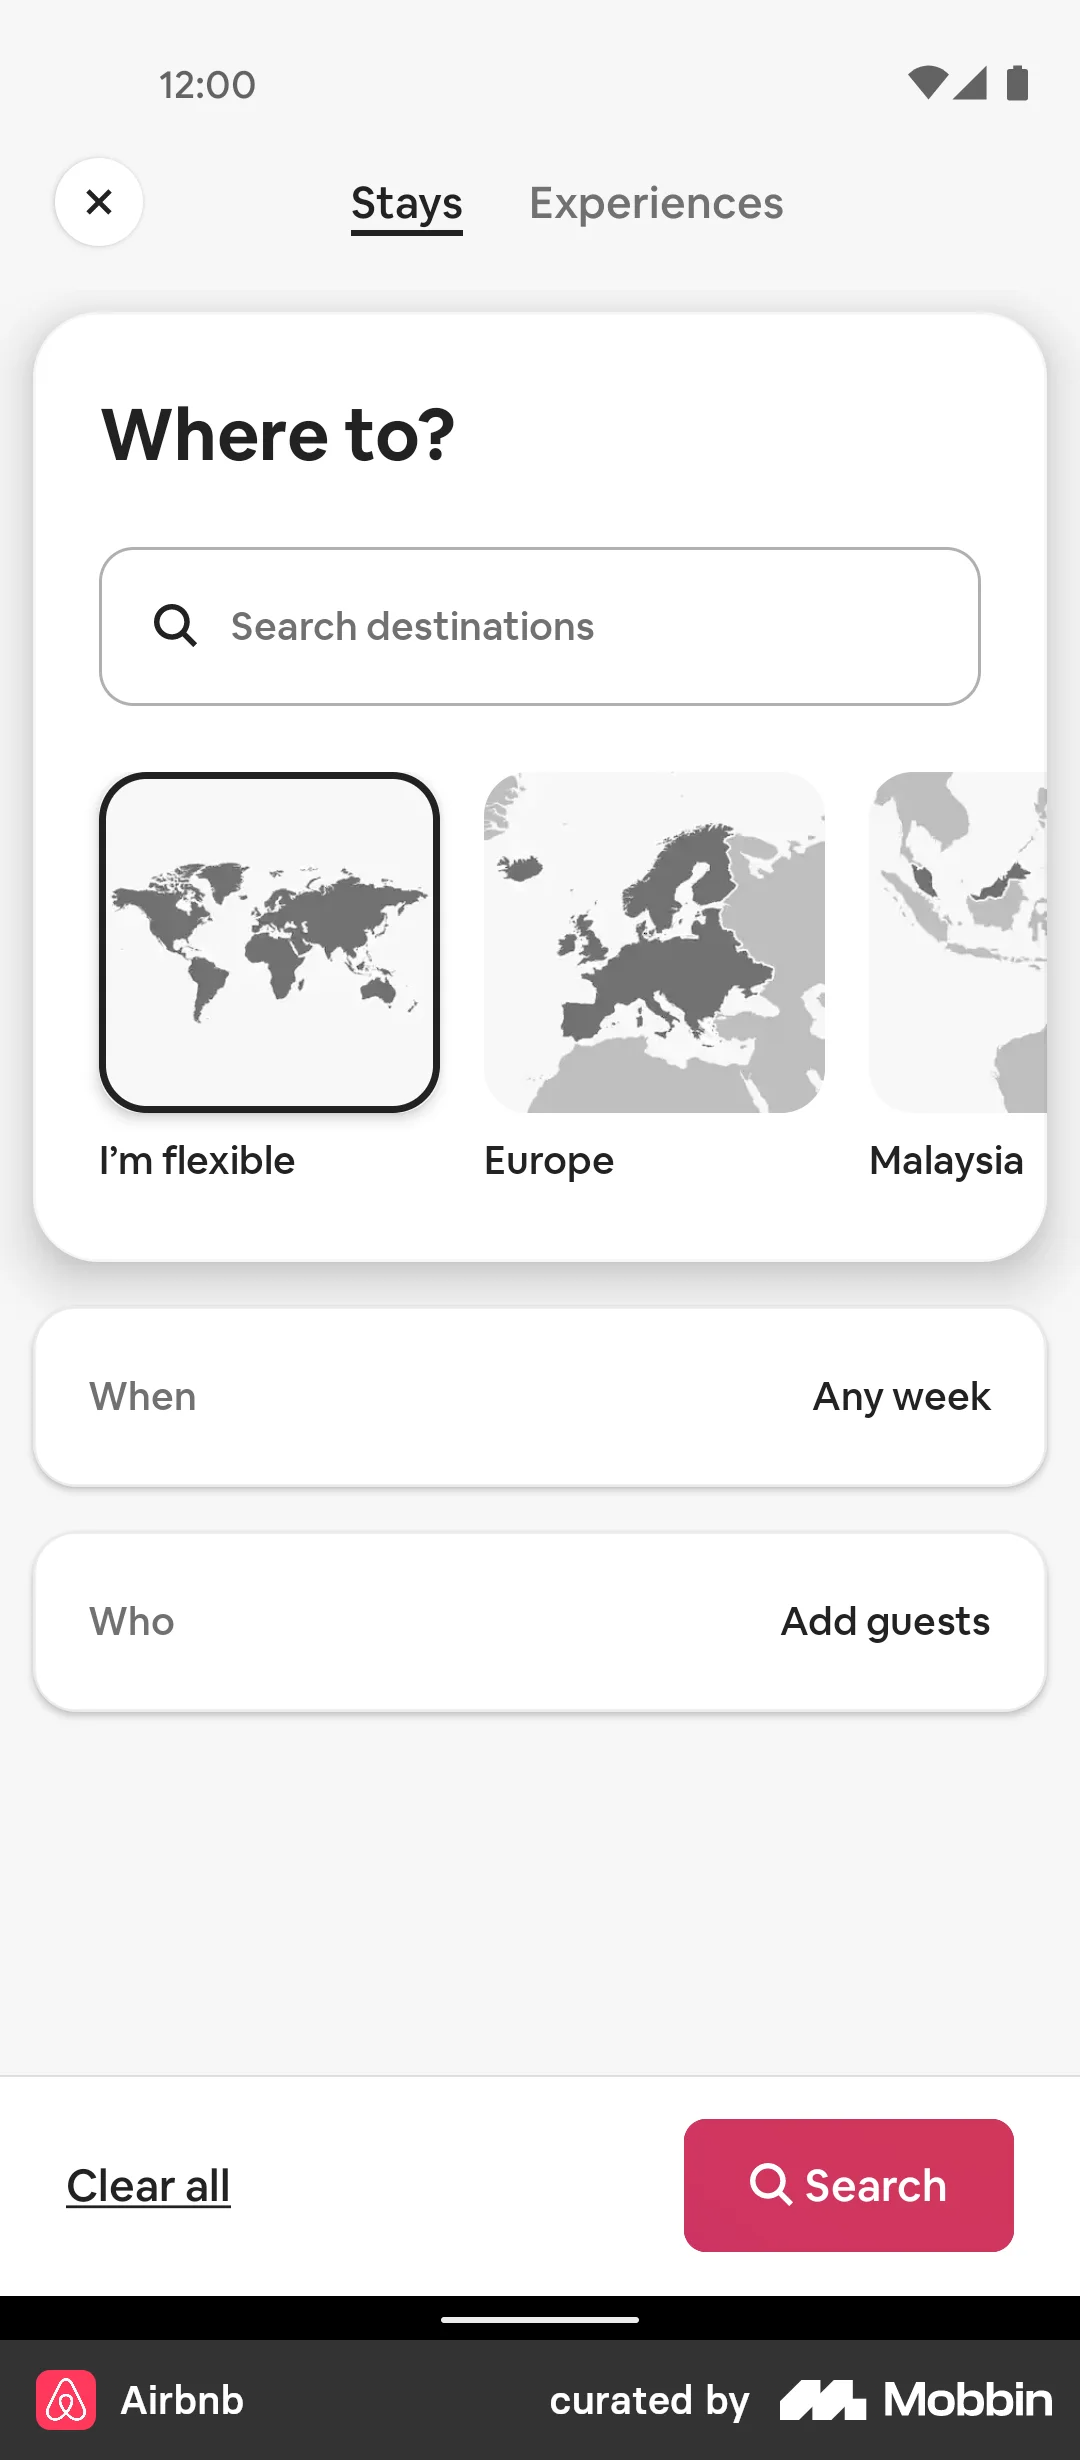 12:00
Stays Experiences
Where to?
Search destinations
I’m flexible Europe Malaysia
When Any week
Who Add guests
Clear all Search
Airbnb curated by Mobbin